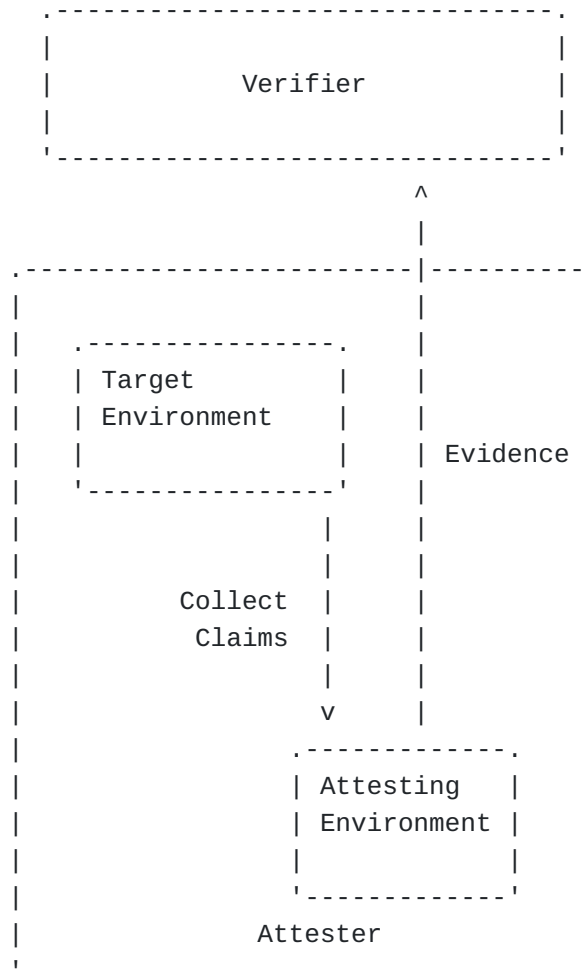 Verifier
Target
Environment
Evidence
Collect
Claims
Attesting
Environment
Attester